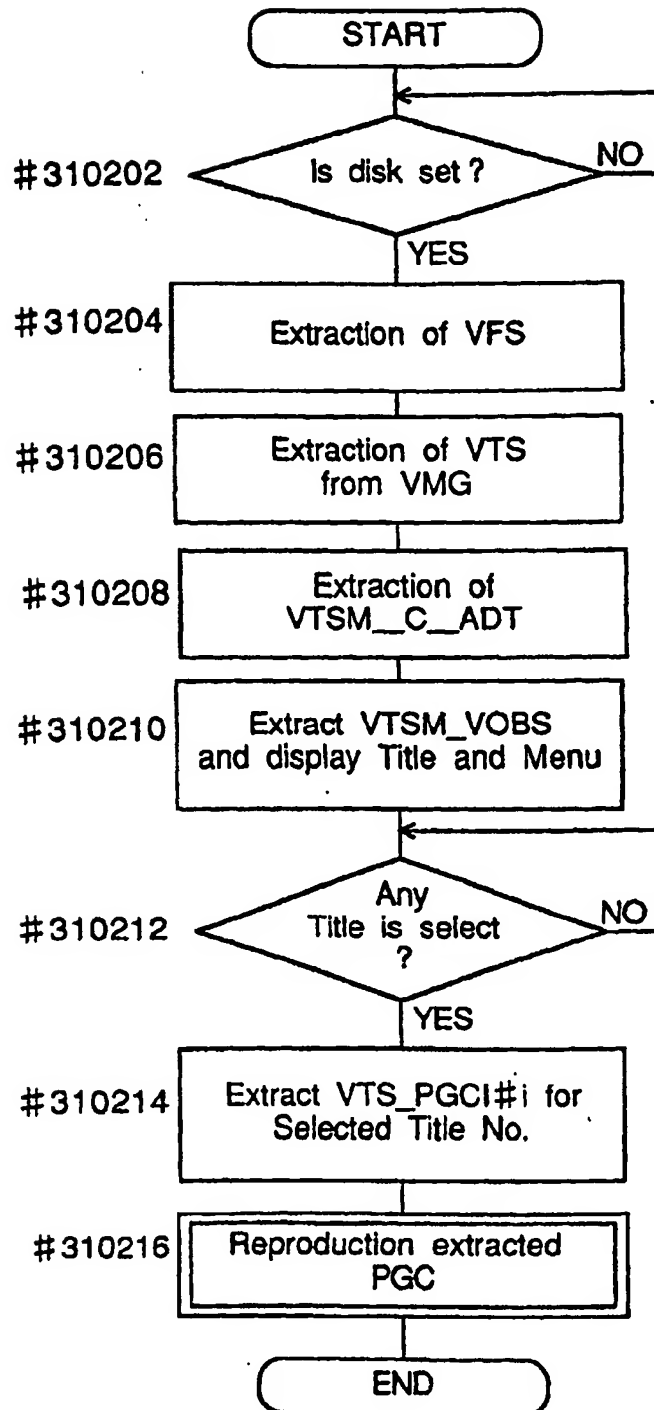 START
#310202
Is disk set ?
NO
YES
#310204
Extraction of VFS
#310206
Extraction of VTS
from VMG
#310208
Extraction of
VTSM__C__ADT
#310210
Extract VTSM_VOBS
and display Title and Menu
#310212
Any
Title is select
?
NO
YES
#310214
Extract VTS_PGCI#i for
Selected Title No.
#310216
Reproduction extracted
PGC
END